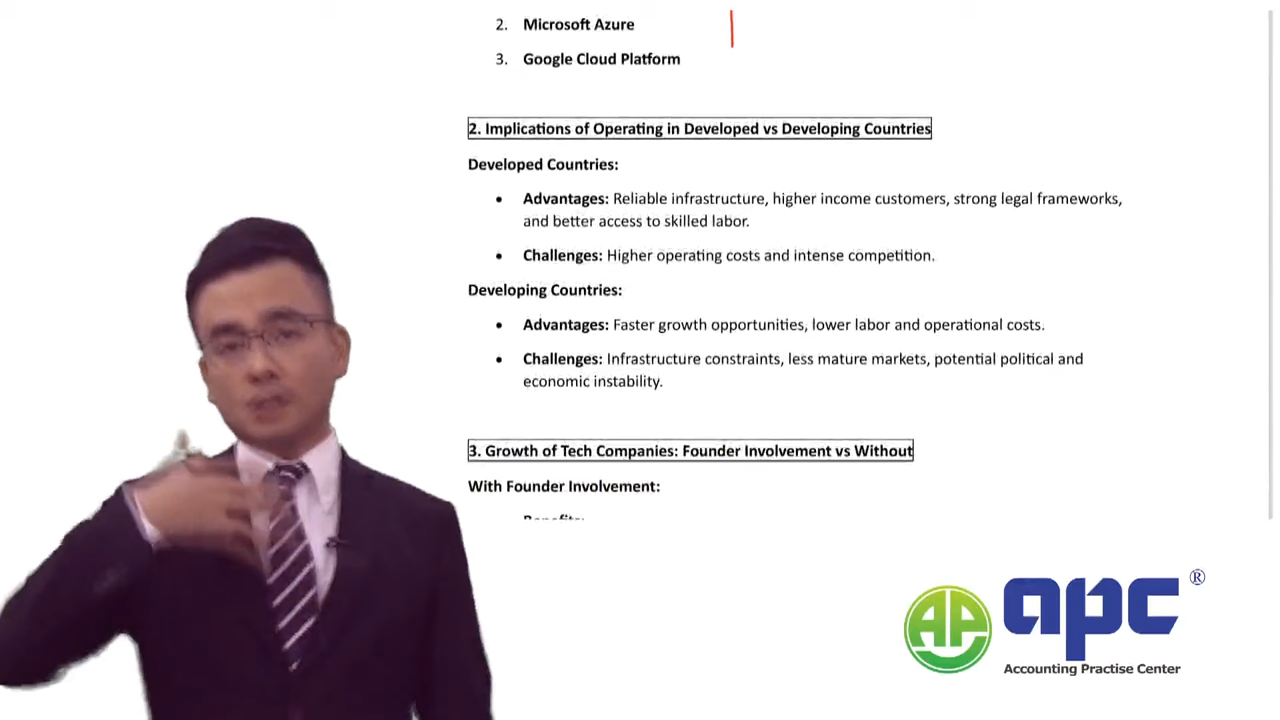 2. Microsoft Azure
3. Google Cloud Platform
2. Implications of Operating in Developed vs Developing Countries
Developed Countries:
• Advantages: Reliable infrastructure, higher income customers, strong legal frameworks,
and better access to skilled labor.
• Challenges: Higher operating costs and intense competition.
Developing Countries:
• Advantages: Faster growth opportunities, lower labor and operational costs.
• Challenges: Infrastructure constraints, less mature markets, potential political and
economic instability.
3. Growth of Tech Companies: Founder Involvement vs Without
With Founder Involvement:
AP
apc ®
Accounting Practise Center